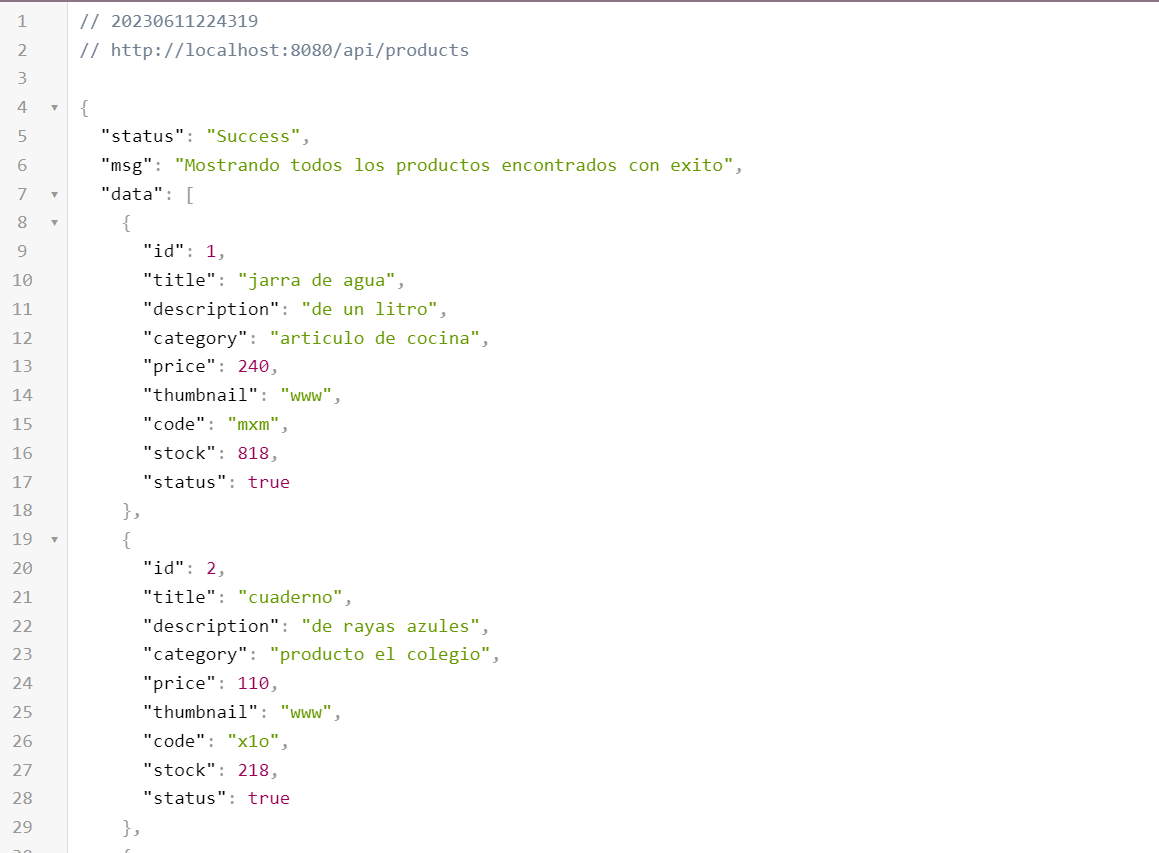 1 // 20230611224319
2 // http://localhost:8080/api/products
3
4 {
5 "status": "Success",
6 "msg": "Mostrando todos los productos encontrados con exito",
7 "data": [
8 {
9 "id": 1,
10 "title": "jarra de agua",
11 "description": "de un litro",
12 "category": "articulo de cocina",
13 "price": 240,
14 "thumbnail": "www",
15 "code": "mxm",
16 "stock": 818,
17 "status": true
18 },
19 {
20 "id": 2,
21 "title": "cuaderno",
22 "description": "de rayas azules",
23 "category": "producto el colegio",
24 "price": 110,
25 "thumbnail": "www",
26 "code": "x1o",
27 "stock": 218,
28 "status": true
29 },